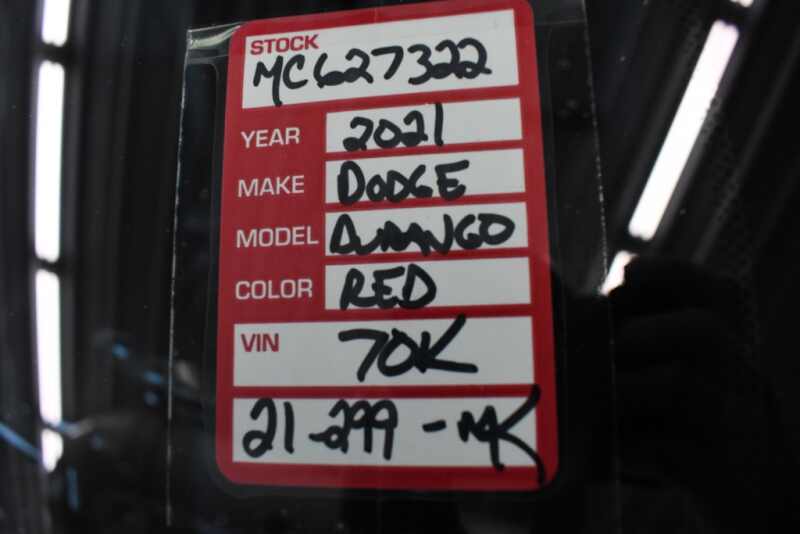 STOCK
MC627322
YEAR 2021
MAKE DODGE
MODEL DURANGO
COLOR RED
VIN 70K
21-299-MK